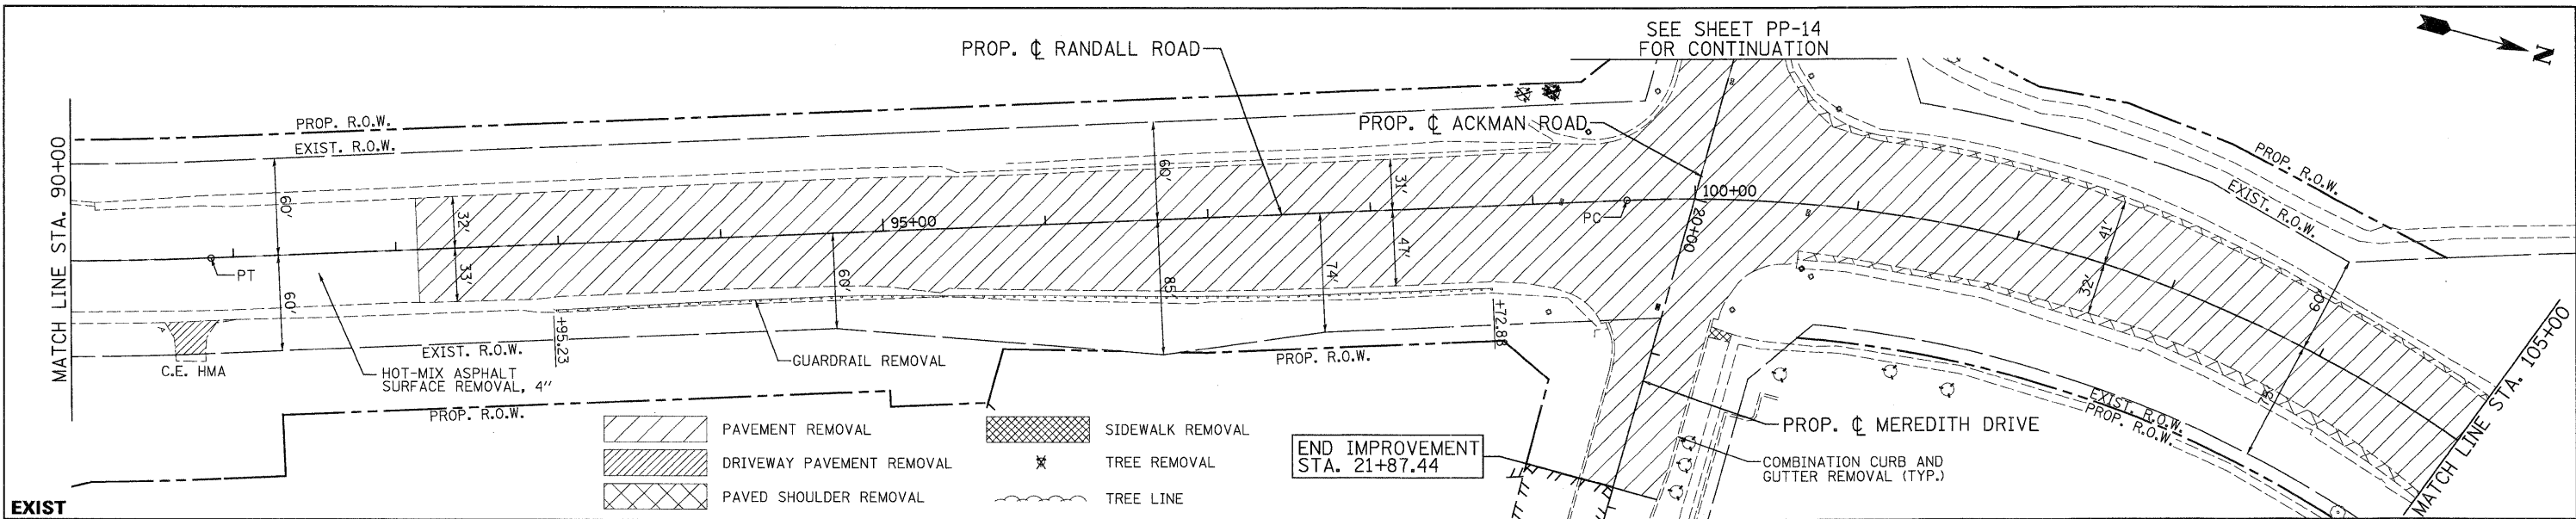 SEE SHEET PP-14
FOR CONTINUATION
N
PROP. ℄ RANDALL ROAD
PROP. ℄ ACKMAN ROAD
PROP. R.O.W.
EXIST. R.O.W.
MATCH LINE STA. 90+00
60'
60'
PT
32'
33'
95+00
60'
60'
85'
74'
31'
47'
PC
100+00
20+00
41'
32'
60'
75'
PROP. R.O.W.
EXIST. R.O.W.
MATCH LINE STA. 105+00
C.E. HMA
EXIST. R.O.W.
HOT-MIX ASPHALT
SURFACE REMOVAL, 4"
PROP. R.O.W.
+95.23
GUARDRAIL REMOVAL
+72.88
PROP. R.O.W.
EXIST. R.O.W.
PROP. R.O.W.
PROP. ℄ MEREDITH DRIVE
COMBINATION CURB AND
GUTTER REMOVAL (TYP.)
END IMPROVEMENT
STA. 21+87.44
PAVEMENT REMOVAL
DRIVEWAY PAVEMENT REMOVAL
PAVED SHOULDER REMOVAL
SIDEWALK REMOVAL
TREE REMOVAL
TREE LINE
EXIST